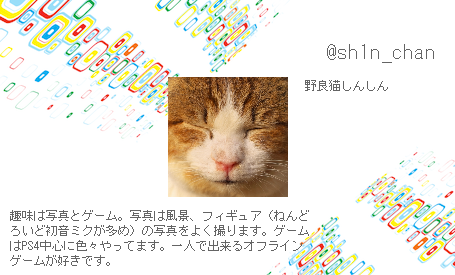 @sh1n_chan
野良猫しんしん
趣味は写真とゲーム。写真は風景、フィギュア（ねんど
ろいど初音ミクが多め）の写真をよく撮ります。ゲーム
はPS4中心に色々やってます。一人で出来るオフライン
ゲームが好きです。